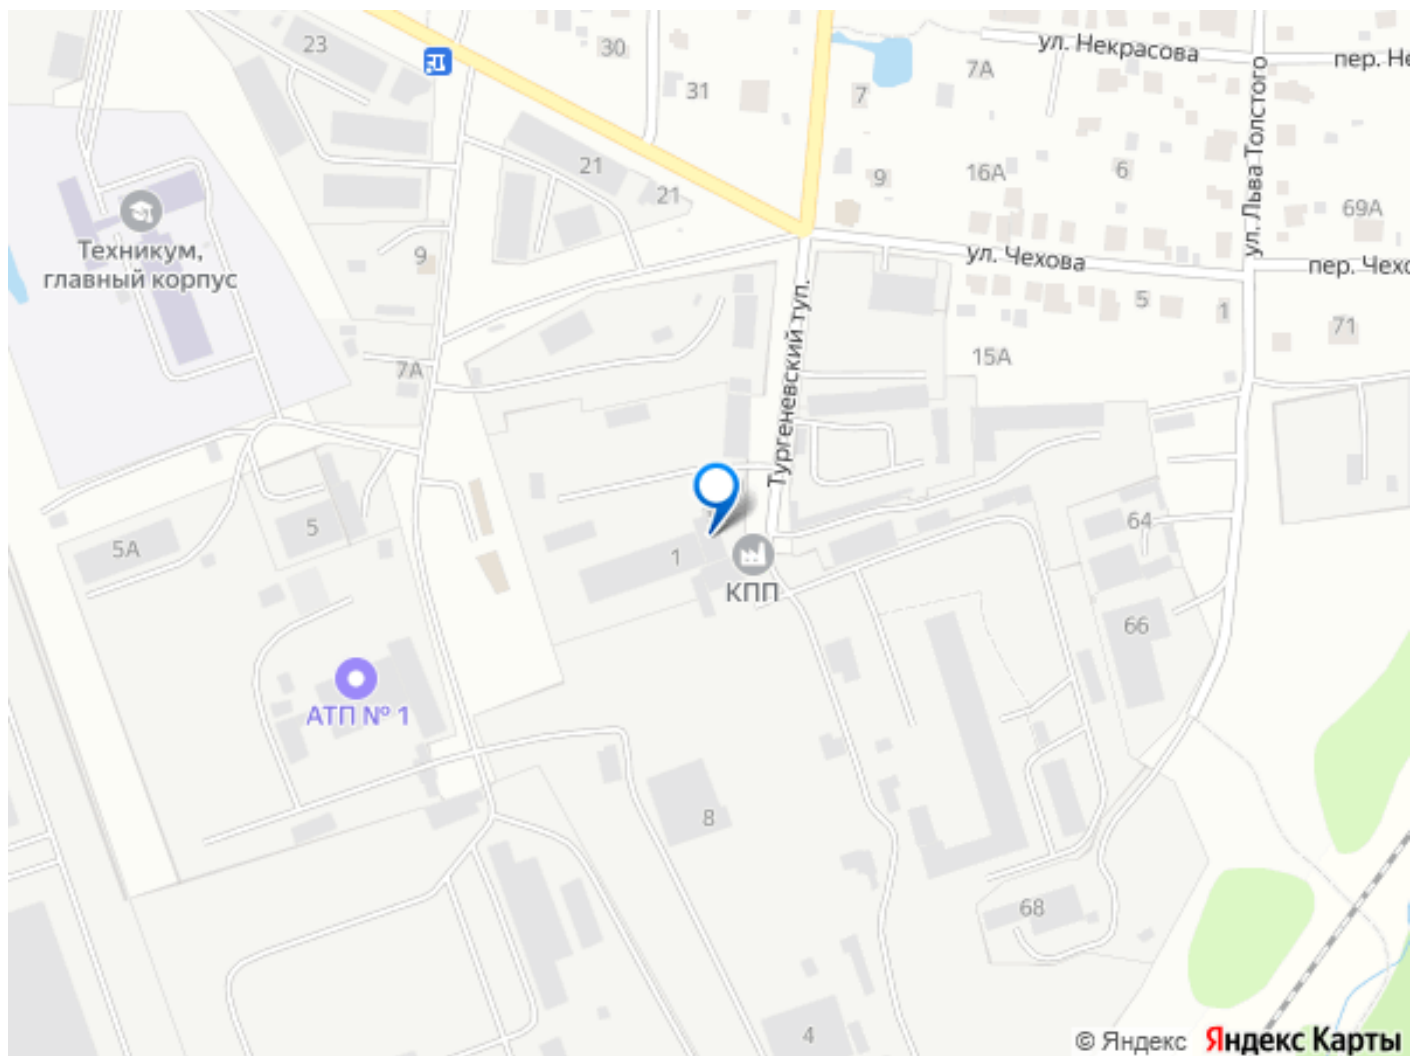 23
30
31
ул. Некрасова
пер. Не
7А
7
ул. Льва Толстого
21
21
9
16А
6
69А
Техникум,
главный корпус
9
ул. Чехова
пер. Чехо
5
1
71
Тургеневский туп.
7А
15А
5А
5
1
КПП
64
66
АТП № 1
8
68
4
© Яндекс Яндекс Карты